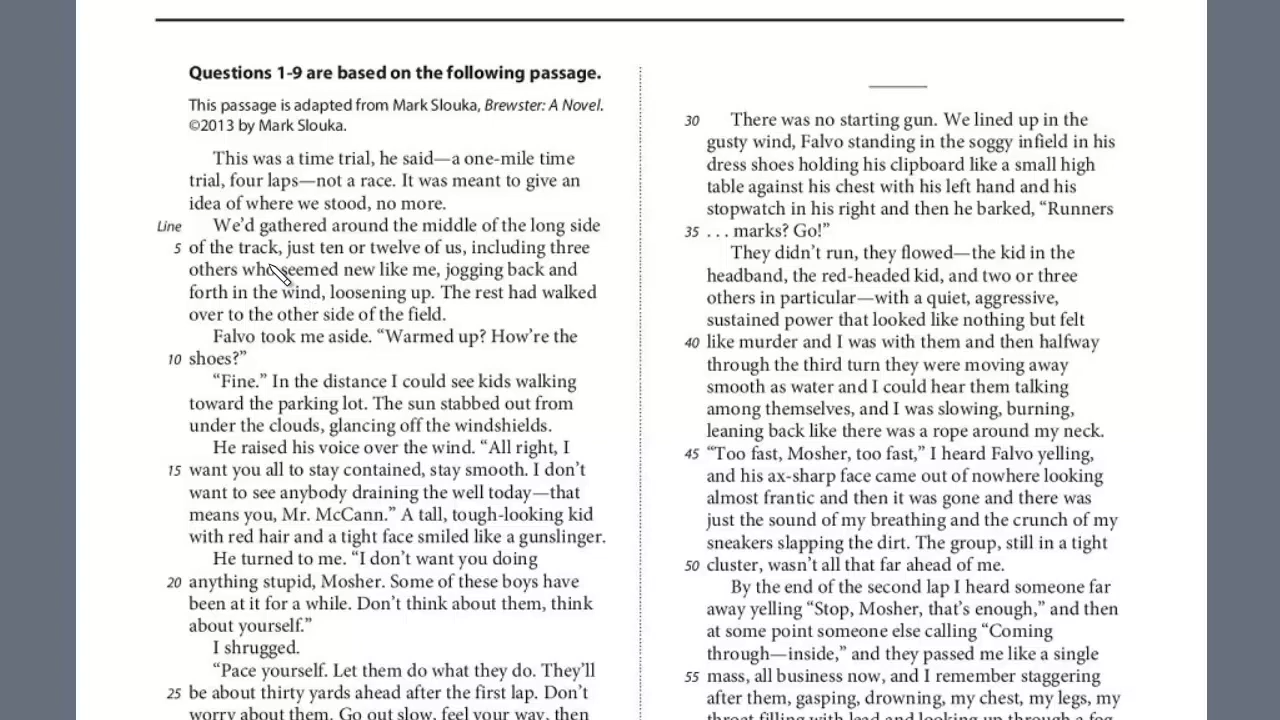 Questions 1-9 are based on the following passage.
This passage is adapted from Mark Slouka, Brewster: A Novel.
©2013 by Mark Slouka.
This was a time trial, he said—a one-mile time
trial, four laps—not a race. It was meant to give an
idea of where we stood, no more.
Line We’d gathered around the middle of the long side
5 of the track, just ten or twelve of us, including three
others who seemed new like me, jogging back and
forth in the wind, loosening up. The rest had walked
over to the other side of the field.
Falvo took me aside. “Warmed up? How’re the
10 shoes?”
“Fine.” In the distance I could see kids walking
toward the parking lot. The sun stabbed out from
under the clouds, glancing off the windshields.
He raised his voice over the wind. “All right, I
15 want you all to stay contained, stay smooth. I don’t
want to see anybody draining the well today—that
means you, Mr. McCann.” A tall, tough-looking kid
with red hair and a tight face smiled like a gunslinger.
He turned to me. “I don’t want you doing
20 anything stupid, Mosher. Some of these boys have
been at it for a while. Don’t think about them, think
about yourself.”
I shrugged.
“Pace yourself. Let them do what they do. They’ll
25 be about thirty yards ahead after the first lap. Don’t
worry about them. Go out slow, feel your way, then
30 There was no starting gun. We lined up in the
gusty wind, Falvo standing in the soggy infield in his
dress shoes holding his clipboard like a small high
table against his chest with his left hand and his
stopwatch in his right and then he barked, “Runners
35 . . . marks? Go!”
They didn’t run, they flowed—the kid in the
headband, the red-headed kid, and two or three
others in particular—with a quiet, aggressive,
sustained power that looked like nothing but felt
40 like murder and I was with them and then halfway
through the third turn they were moving away
smooth as water and I could hear them talking
among themselves, and I was slowing, burning,
leaning back like there was a rope around my neck.
45 “Too fast, Mosher, too fast,” I heard Falvo yelling,
and his ax-sharp face came out of nowhere looking
almost frantic and then it was gone and there was
just the sound of my breathing and the crunch of my
sneakers slapping the dirt. The group, still in a tight
50 cluster, wasn’t all that far ahead of me.
By the end of the second lap I heard someone far
away yelling “Stop, Mosher, that’s enough,” and then
at some point someone else calling “Coming
through—inside,” and they passed me like a single
55 mass, all business now, and I remember staggering
after them, gasping, drowning, my chest, my legs, my
throat filling with lead and looking up through a fog